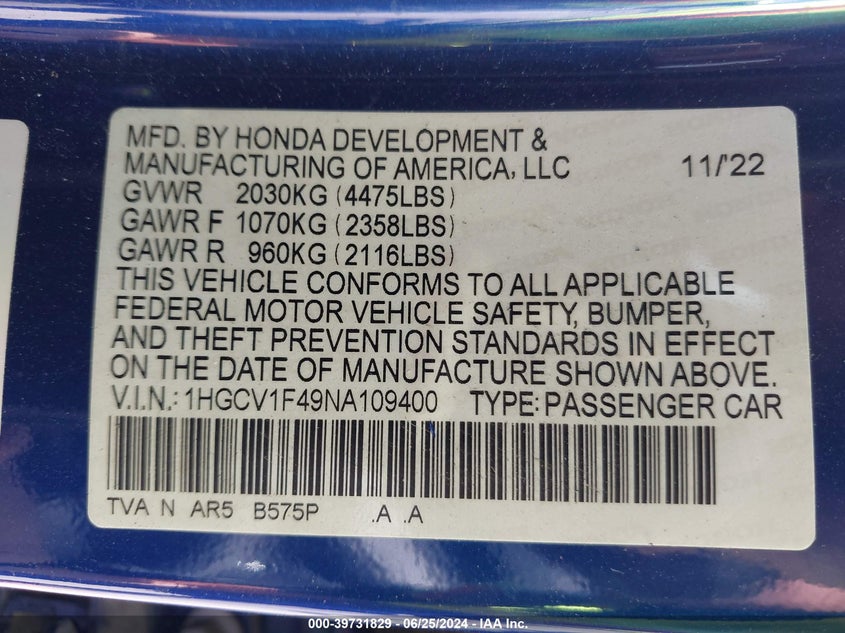 MFD. BY HONDA DEVELOPMENT &
MANUFACTURING OF AMERICA, LLC 11/'22
GVWR 2030KG (4475LBS)
GAWR F 1070KG (2358LBS)
GAWR R 960KG (2116LBS)
THIS VEHICLE CONFORMS TO ALL APPLICABLE
FEDERAL MOTOR VEHICLE SAFETY, BUMPER,
AND THEFT PREVENTION STANDARDS IN EFFECT
ON THE DATE OF MANUFACTURE SHOWN ABOVE.
V.I.N.: 1HGCV1F49NA109400 TYPE: PASSENGER CAR
TVA N AR5 B575P .A .A
000-39731829 - 06/25/2024 - IAA Inc.